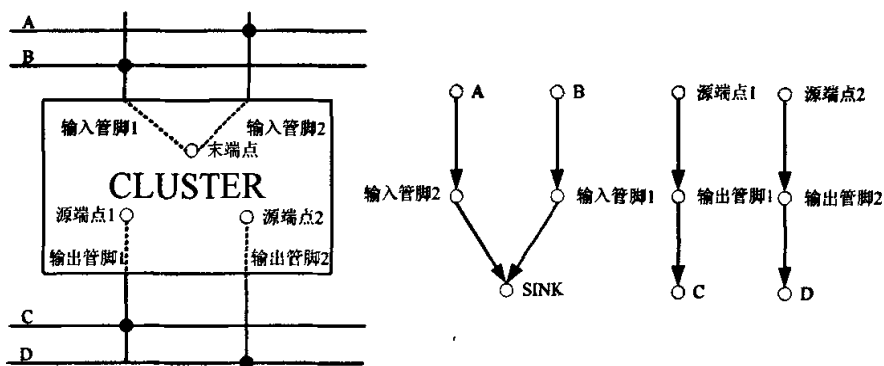 A
B
输入管脚1
输入管脚2
末端点
CLUSTER
源端点1
源端点2
输出管脚1
输出管脚2
C
D
A
B
源端点1
源端点2
输入管脚2
输入管脚1
输出管脚1
输出管脚2
SINK
C
D